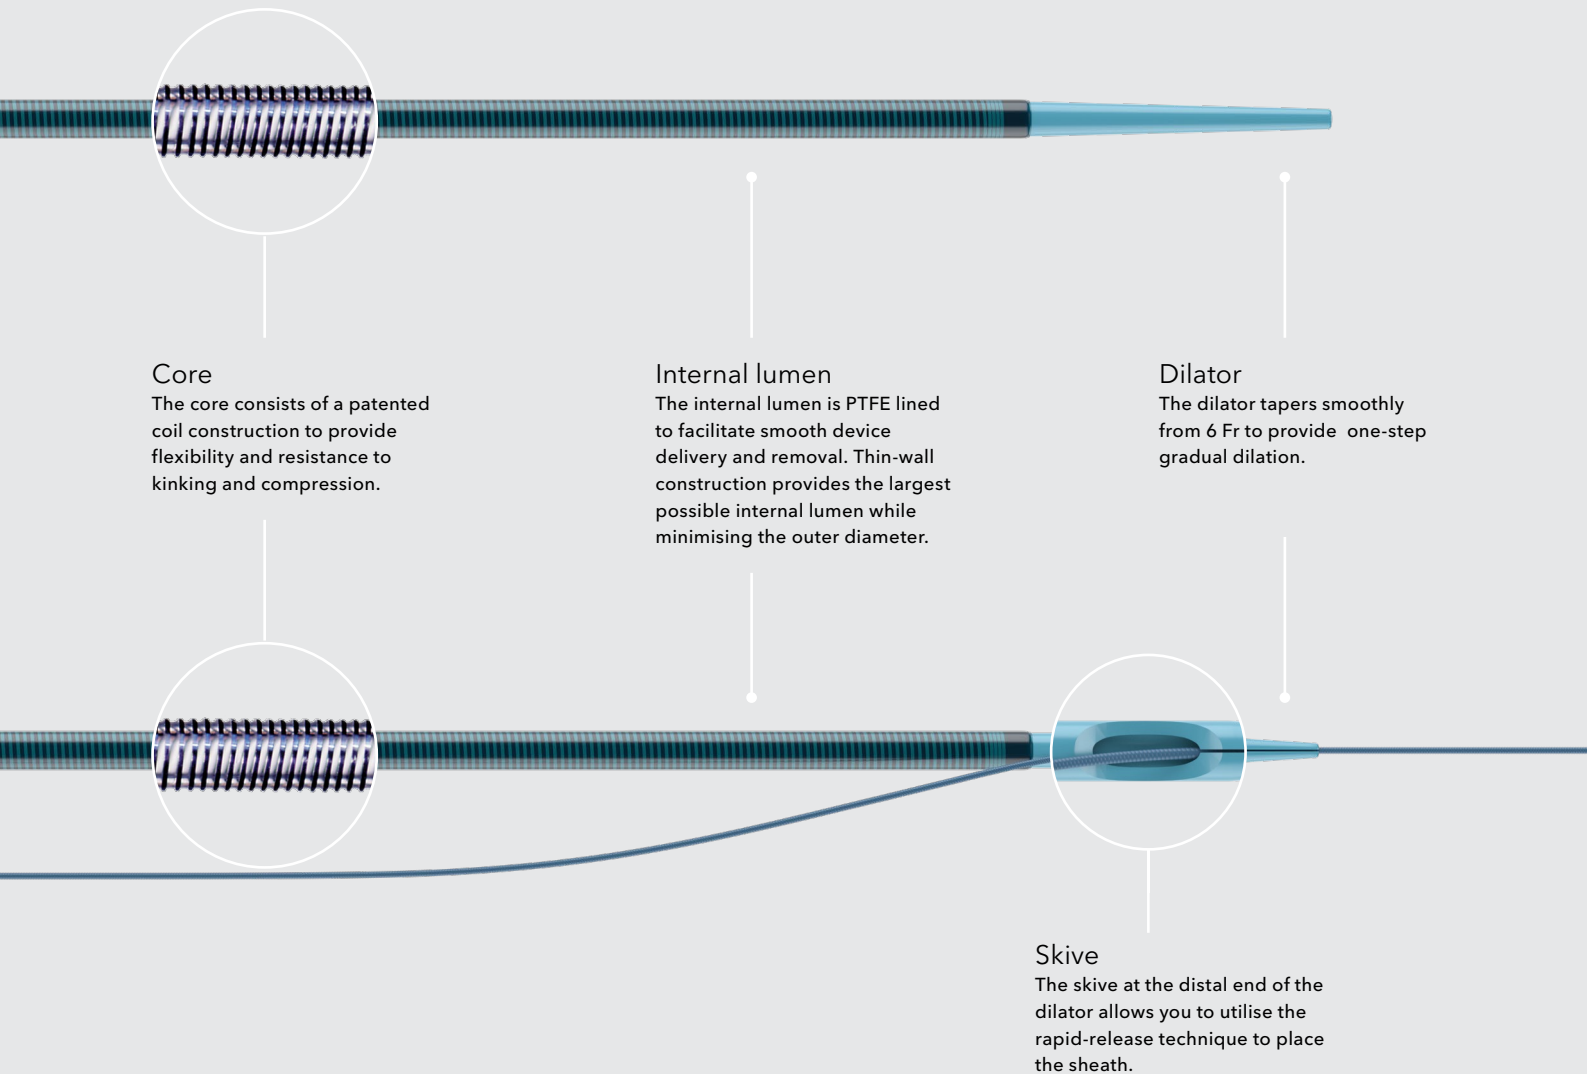 Core
The core consists of a patented
coil construction to provide
flexibility and resistance to
kinking and compression.
Internal lumen
The internal lumen is PTFE lined
to facilitate smooth device
delivery and removal. Thin-wall
construction provides the largest
possible internal lumen while
minimising the outer diameter.
Dilator
The dilator tapers smoothly
from 6 Fr to provide  one-step
gradual dilation.
Skive
The skive at the distal end of the
dilator allows you to utilise the
rapid-release technique to place
the sheath.